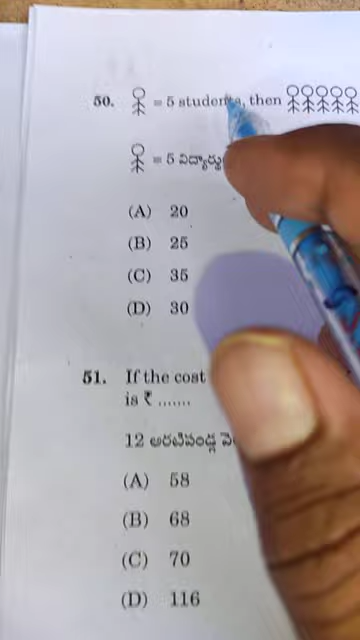 50. = 5 students, then
= 5 విద్యార్థు
(A) 20
(B) 25
(C) 35
(D) 30
51. If the cost
is ₹ .......
12 అరటిపండ్ల
(A) 58
(B) 68
(C) 70
(D) 116